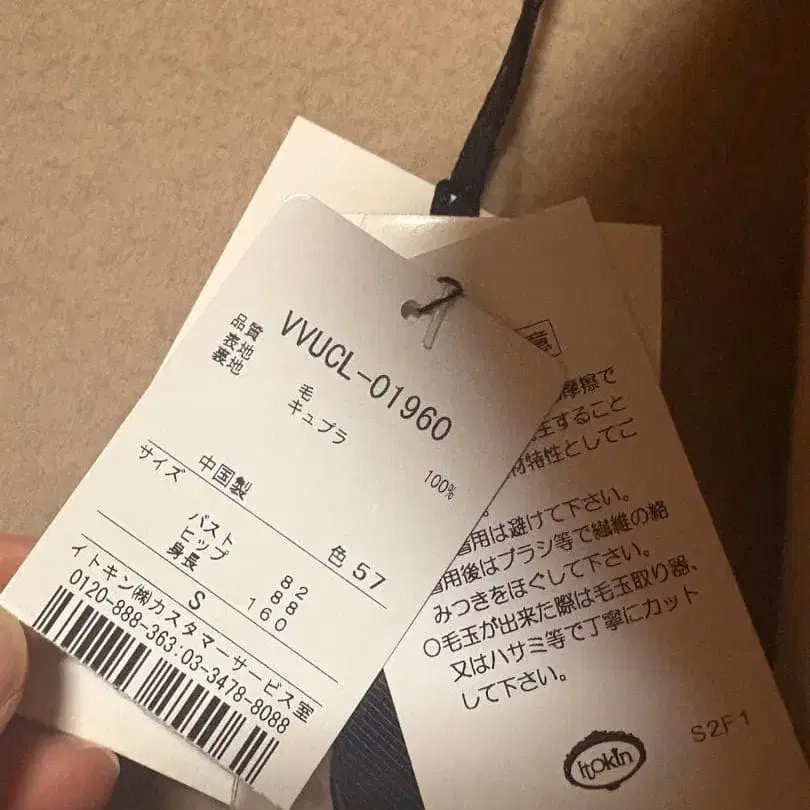 VVUCL-01960
品質
表地 毛
裏地 キュプラ 100%
中国製 色57
サイズ
バスト 82
ヒップ 88
身長 160
S
イトキン(株)カスタマーサービス室
0120-888-363:03-3478-8088
意
摩擦で
生すること
材特性としてご
着用は避けて下さい。
着用後はブラシ等で繊維の絡
みつきをほぐして下さい。
○毛玉が出来た際は毛玉取り器、
又はハサミ等で丁寧にカット
して下さい。
Itokin
S2F1